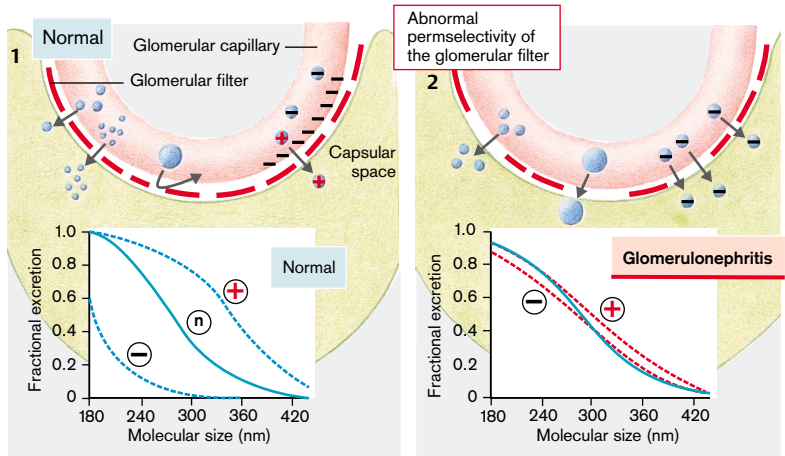 1
Normal
Glomerular capillary
Glomerular filter
Capsular
space
+
+
Fractional excretion
1.0
0.8
0.6
0.4
0.2
0
Normal
+
n
–
180
240
300
360
420
Molecular size (nm)
Abnormal
permselectivity of
the glomerular filter
2
Fractional excretion
1.0
0.8
0.6
0.4
0.2
0
Glomerulonephritis
–
+
180
240
300
360
420
Molecular size (nm)